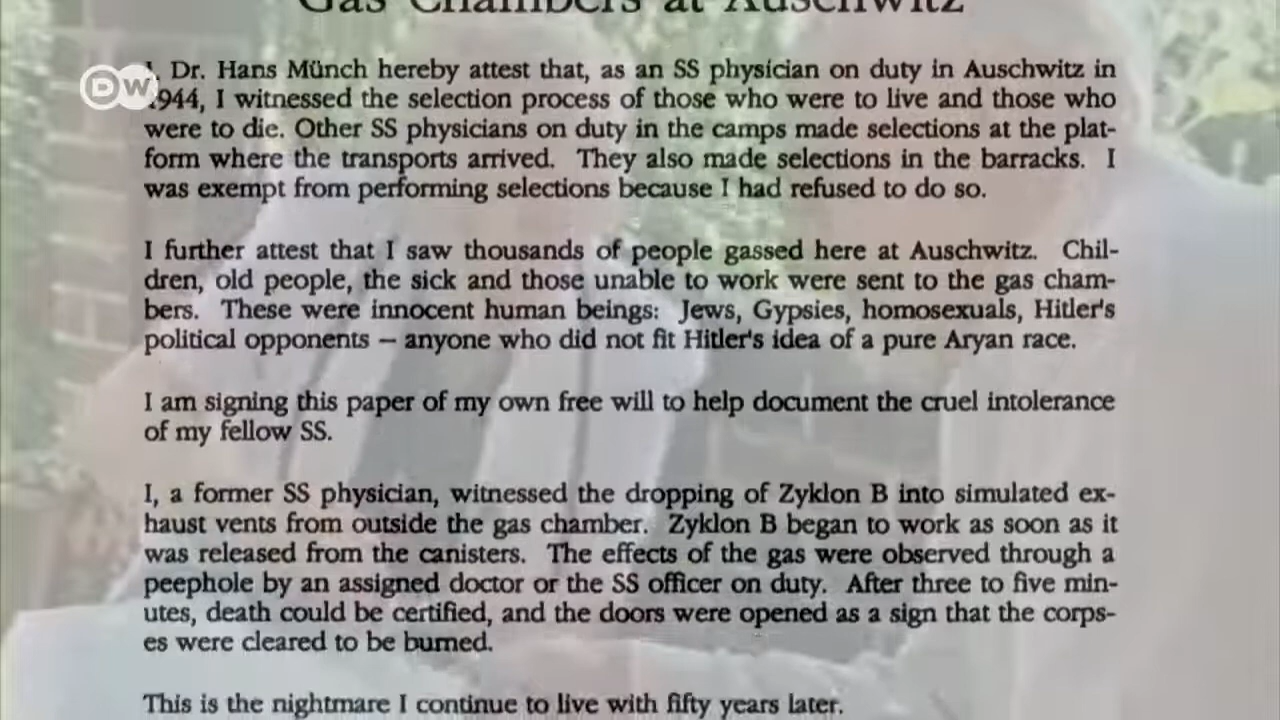 Gas Chambers at Auschwitz
DW
I, Dr. Hans Münch hereby attest that, as an SS physician on duty in Auschwitz in
1944, I witnessed the selection process of those who were to live and those who
were to die. Other SS physicians on duty in the camps made selections at the plat-
form where the transports arrived. They also made selections in the barracks. I
was exempt from performing selections because I had refused to do so.
I further attest that I saw thousands of people gassed here at Auschwitz. Chil-
dren, old people, the sick and those unable to work were sent to the gas cham-
bers. These were innocent human beings: Jews, Gypsies, homosexuals, Hitler's
political opponents – anyone who did not fit Hitler's idea of a pure Aryan race.
I am signing this paper of my own free will to help document the cruel intolerance
of my fellow SS.
I, a former SS physician, witnessed the dropping of Zyklon B into simulated ex-
haust vents from outside the gas chamber. Zyklon B began to work as soon as it
was released from the canisters. The effects of the gas were observed through a
peephole by an assigned doctor or the SS officer on duty. After three to five min-
utes, death could be certified, and the doors were opened as a sign that the corps-
es were cleared to be burned.
This is the nightmare I continue to live with fifty years later.